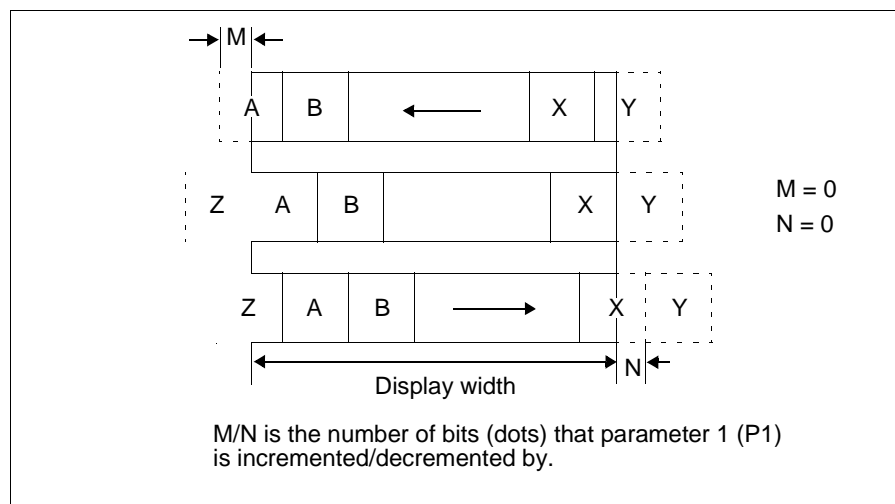 M
A B X Y
Z A B X Y
M = 0
N = 0
Z A B X Y
N
Display width
M/N is the number of bits (dots) that parameter 1 (P1)
is incremented/decremented by.